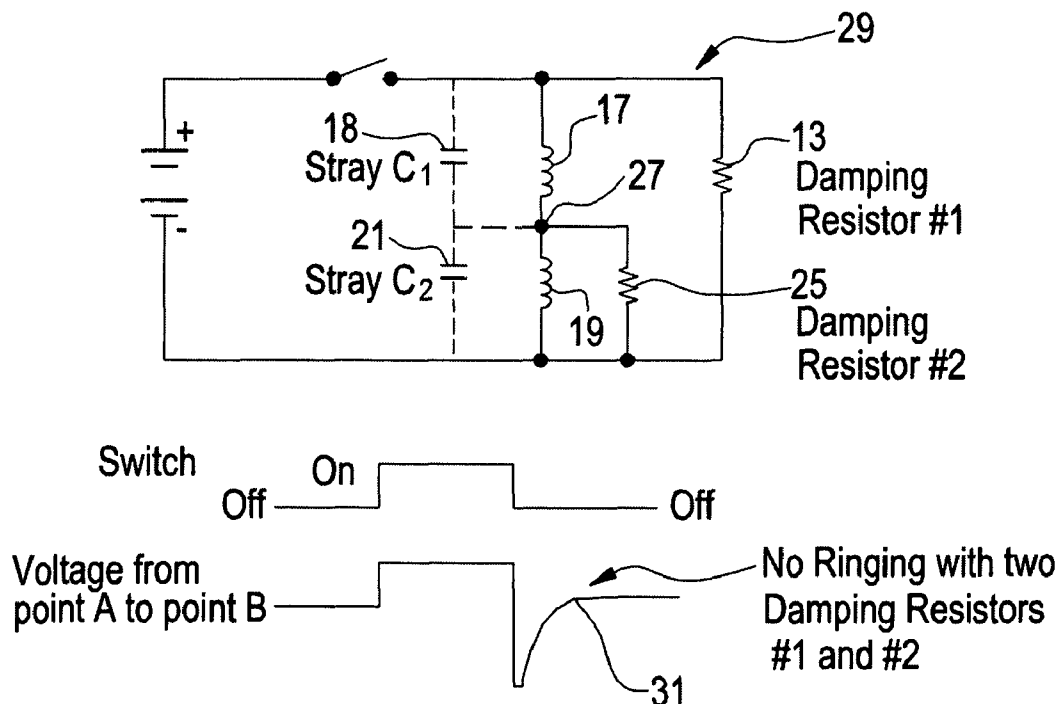 29
+
18
Stray C1
17
13
Damping
Resistor #1
27
21
Stray C2
-
19
25
Damping
Resistor #2
Switch
On
Off
Off
Voltage from
point A to point B
No Ringing with two
Damping Resistors
#1 and #2
31